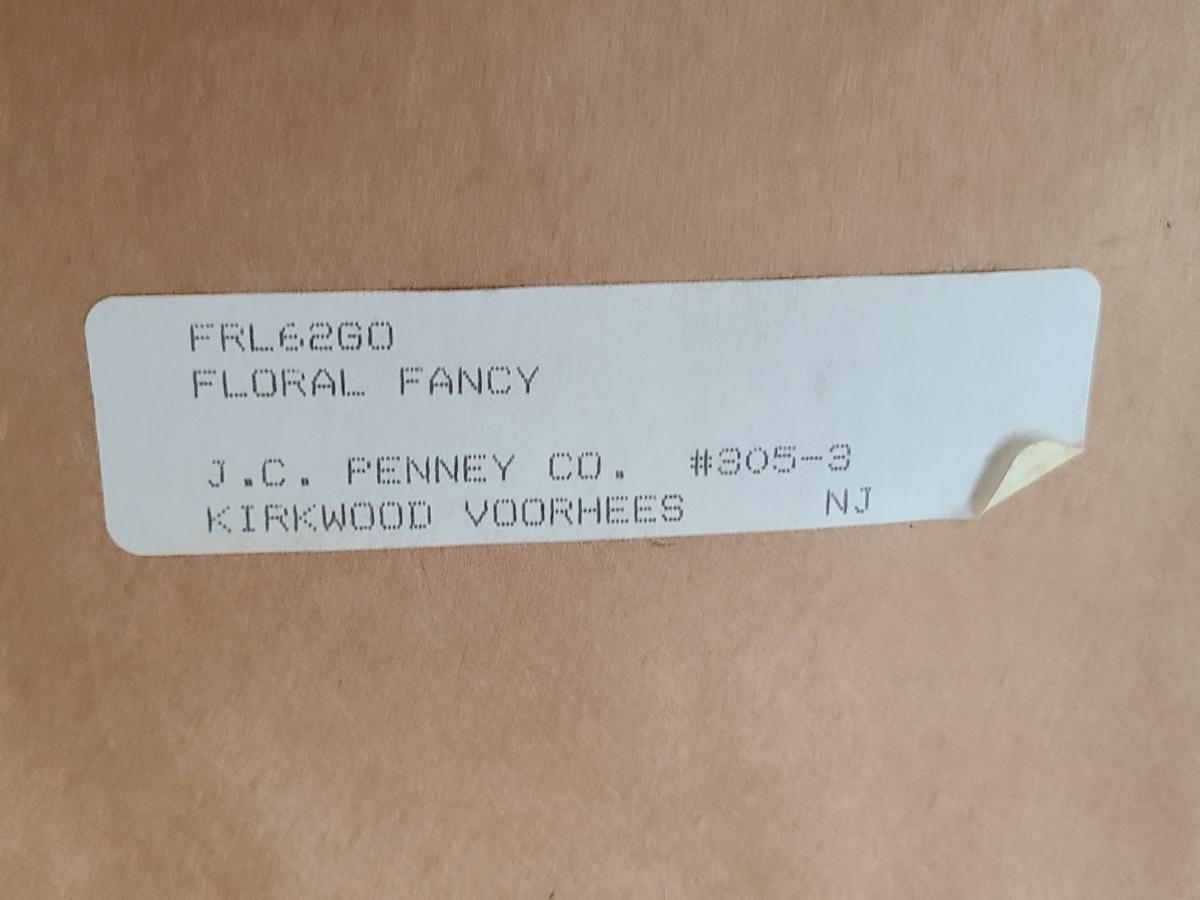 FRL62GO
FLORAL FANCY
J.C. PENNEY CO. #305-3
KIRKWOOD VOORHEES NJ